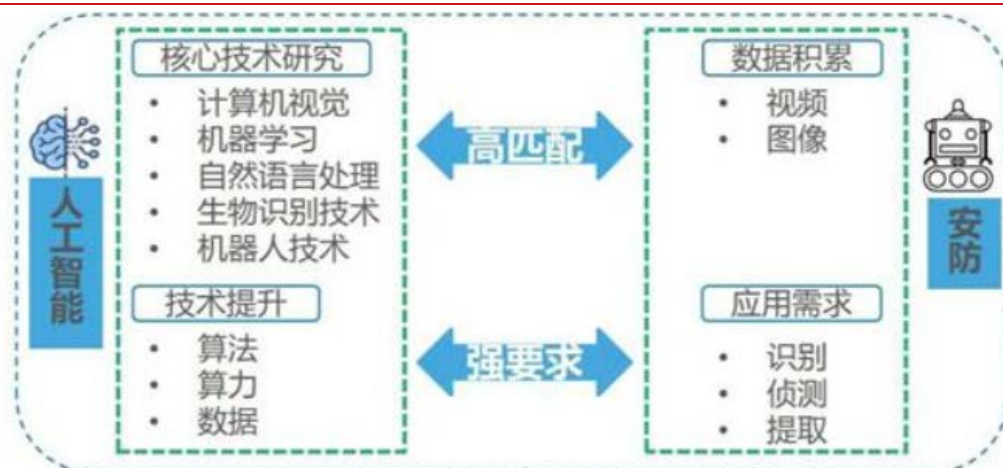 人工智能
核心技术研究
• 计算机视觉
• 机器学习
• 自然语言处理
• 生物识别技术
• 机器人技术
技术提升
• 算法
• 算力
• 数据
高匹配
强要求
数据积累
• 视频
• 图像
应用需求
• 识别
• 侦测
• 提取
安防